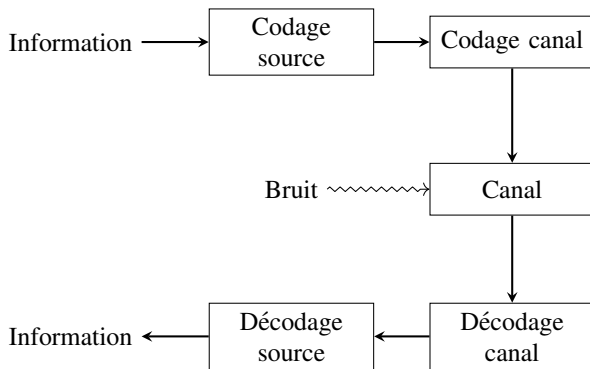 Information
Codage
source
Codage canal
Bruit
Canal
Information
Décodage
source
Décodage
canal